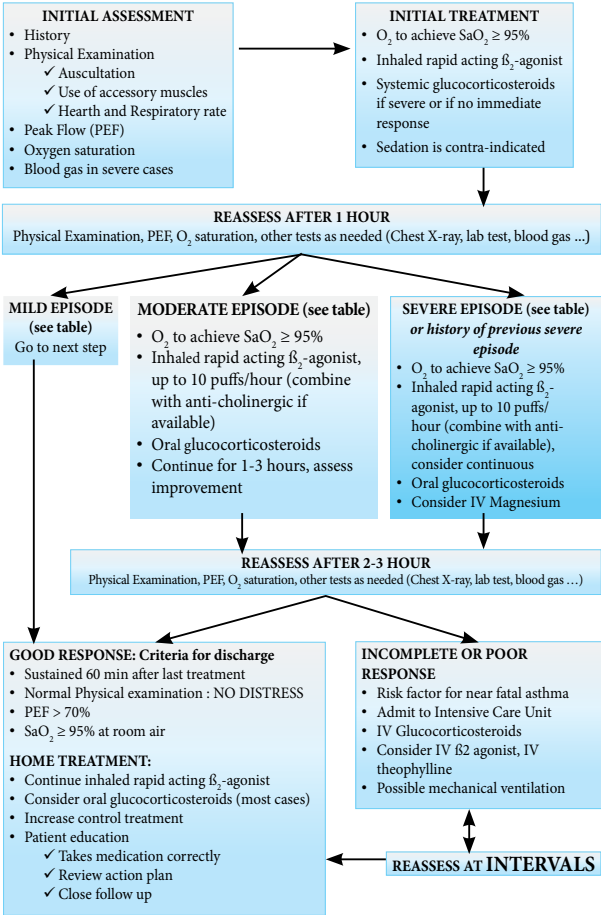 INITIAL ASSESSMENT
• History
• Physical Examination
✓ Auscultation
✓ Use of accessory muscles
✓ Hearth and Respiratory rate
• Peak Flow (PEF)
• Oxygen saturation
• Blood gas in severe cases
INITIAL TREATMENT
• O₂ to achieve SaO₂ ≥ 95%
• Inhaled rapid acting ß₂-agonist
• Systemic glucocorticosteroids
if severe or if no immediate
response
• Sedation is contra-indicated
REASSESS AFTER 1 HOUR
Physical Examination, PEF, O₂ saturation, other tests as needed (Chest X-ray, lab test, blood gas ...)
MILD EPISODE
(see table)
Go to next step
MODERATE EPISODE (see table)
• O₂ to achieve SaO₂ ≥ 95%
• Inhaled rapid acting ß₂-agonist,
up to 10 puffs/hour (combine
with anti-cholinergic if
available)
• Oral glucocorticosteroids
• Continue for 1-3 hours, assess
improvement
SEVERE EPISODE (see table)
or history of previous severe
episode
• O₂ to achieve SaO₂ ≥ 95%
• Inhaled rapid acting ß₂-
agonist, up to 10 puffs/
hour (combine with anti-
cholinergic if available),
consider continuous
• Oral glucocorticosteroids
• Consider IV Magnesium
REASSESS AFTER 2-3 HOUR
Physical Examination, PEF, O₂ saturation, other tests as needed (Chest X-ray, lab test, blood gas ...)
GOOD RESPONSE: Criteria for discharge
• Sustained 60 min after last treatment
• Normal Physical examination : NO DISTRESS
• PEF > 70%
• SaO₂ ≥ 95% at room air
HOME TREATMENT:
• Continue inhaled rapid acting ß₂-agonist
• Consider oral glucocorticosteroids (most cases)
• Increase control treatment
• Patient education
✓ Takes medication correctly
✓ Review action plan
✓ Close follow up
INCOMPLETE OR POOR
RESPONSE
• Risk factor for near fatal asthma
• Admit to Intensive Care Unit
• IV Glucocorticosteroids
• Consider IV ß2 agonist, IV
theophylline
• Possible mechanical ventilation
REASSESS AT INTERVALS